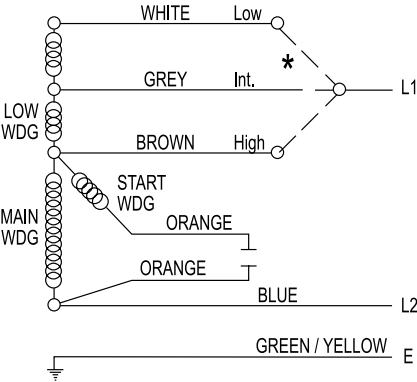 WHITE Low
*
GREY Int.
L1
LOW
WDG
BROWN High
START
WDG
MAIN
WDG
ORANGE
ORANGE
BLUE
L2
GREEN / YELLOW
E